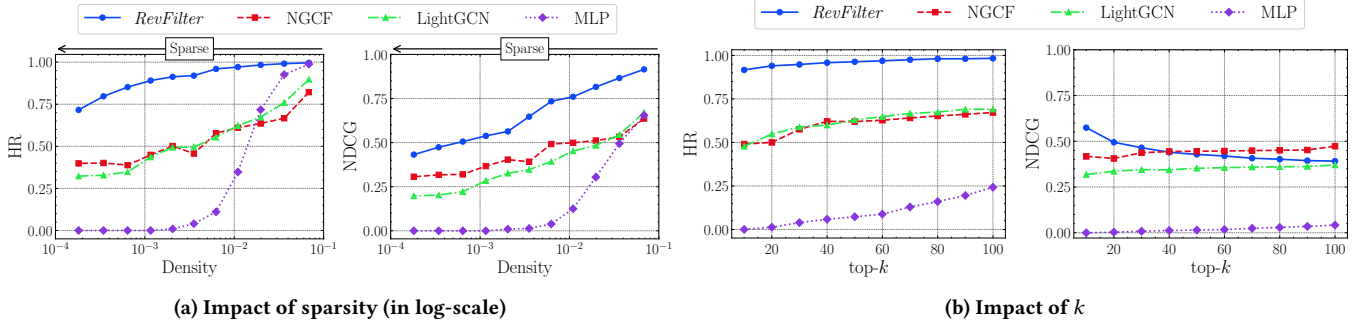 RevFilter NGCF LightGCN MLP
Sparse Sparse
1.00 0.75 0.50 0.25 0.00
HR
10⁻⁴ 10⁻³ 10⁻² 10⁻¹
Density
1.00 0.75 0.50 0.25 0.00
NDCG
10⁻⁴ 10⁻³ 10⁻² 10⁻¹
Density
(a) Impact of sparsity (in log-scale)
RevFilter NGCF LightGCN MLP
1.00 0.75 0.50 0.25 0.00
HR
20 40 60 80 100
top-k
1.00 0.75 0.50 0.25 0.00
NDCG
20 40 60 80 100
top-k
(b) Impact of k